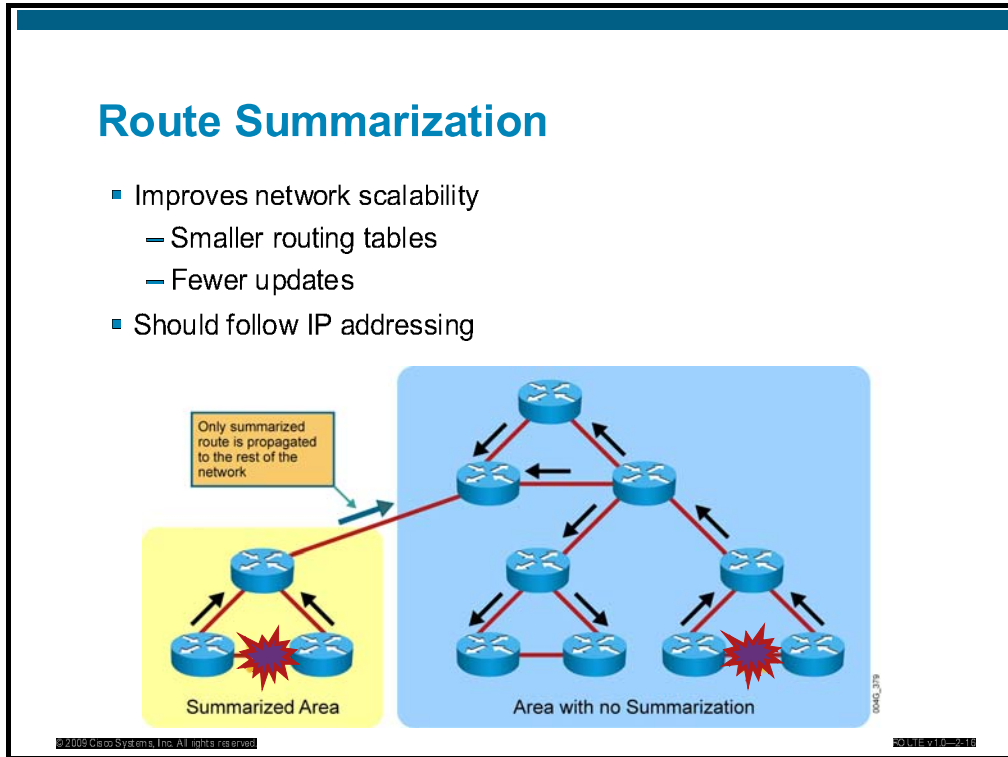 Route Summarization
Improves network scalability
– Smaller routing tables
– Fewer updates
Should follow IP addressing
Only summarized
route is propagated
to the rest of the
network
Summarized Area
Area with no Summarization
004G_379
© 2009 Cisco Systems, Inc. All rights reserved.
ROUTE v1.0—2-16